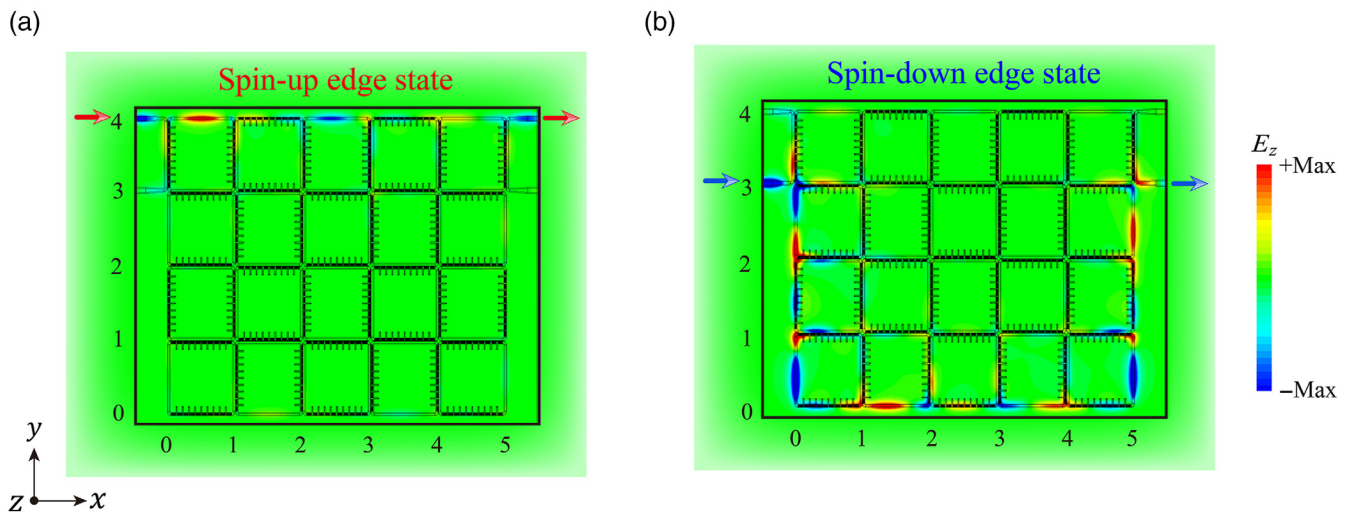 (a)
(b)
Spin-up edge state
Spin-down edge state
4
3
2
1
0
0 1 2 3 4 5
4
3
2
1
0
0 1 2 3 4 5
E_z
+Max
−Max
y
z
x